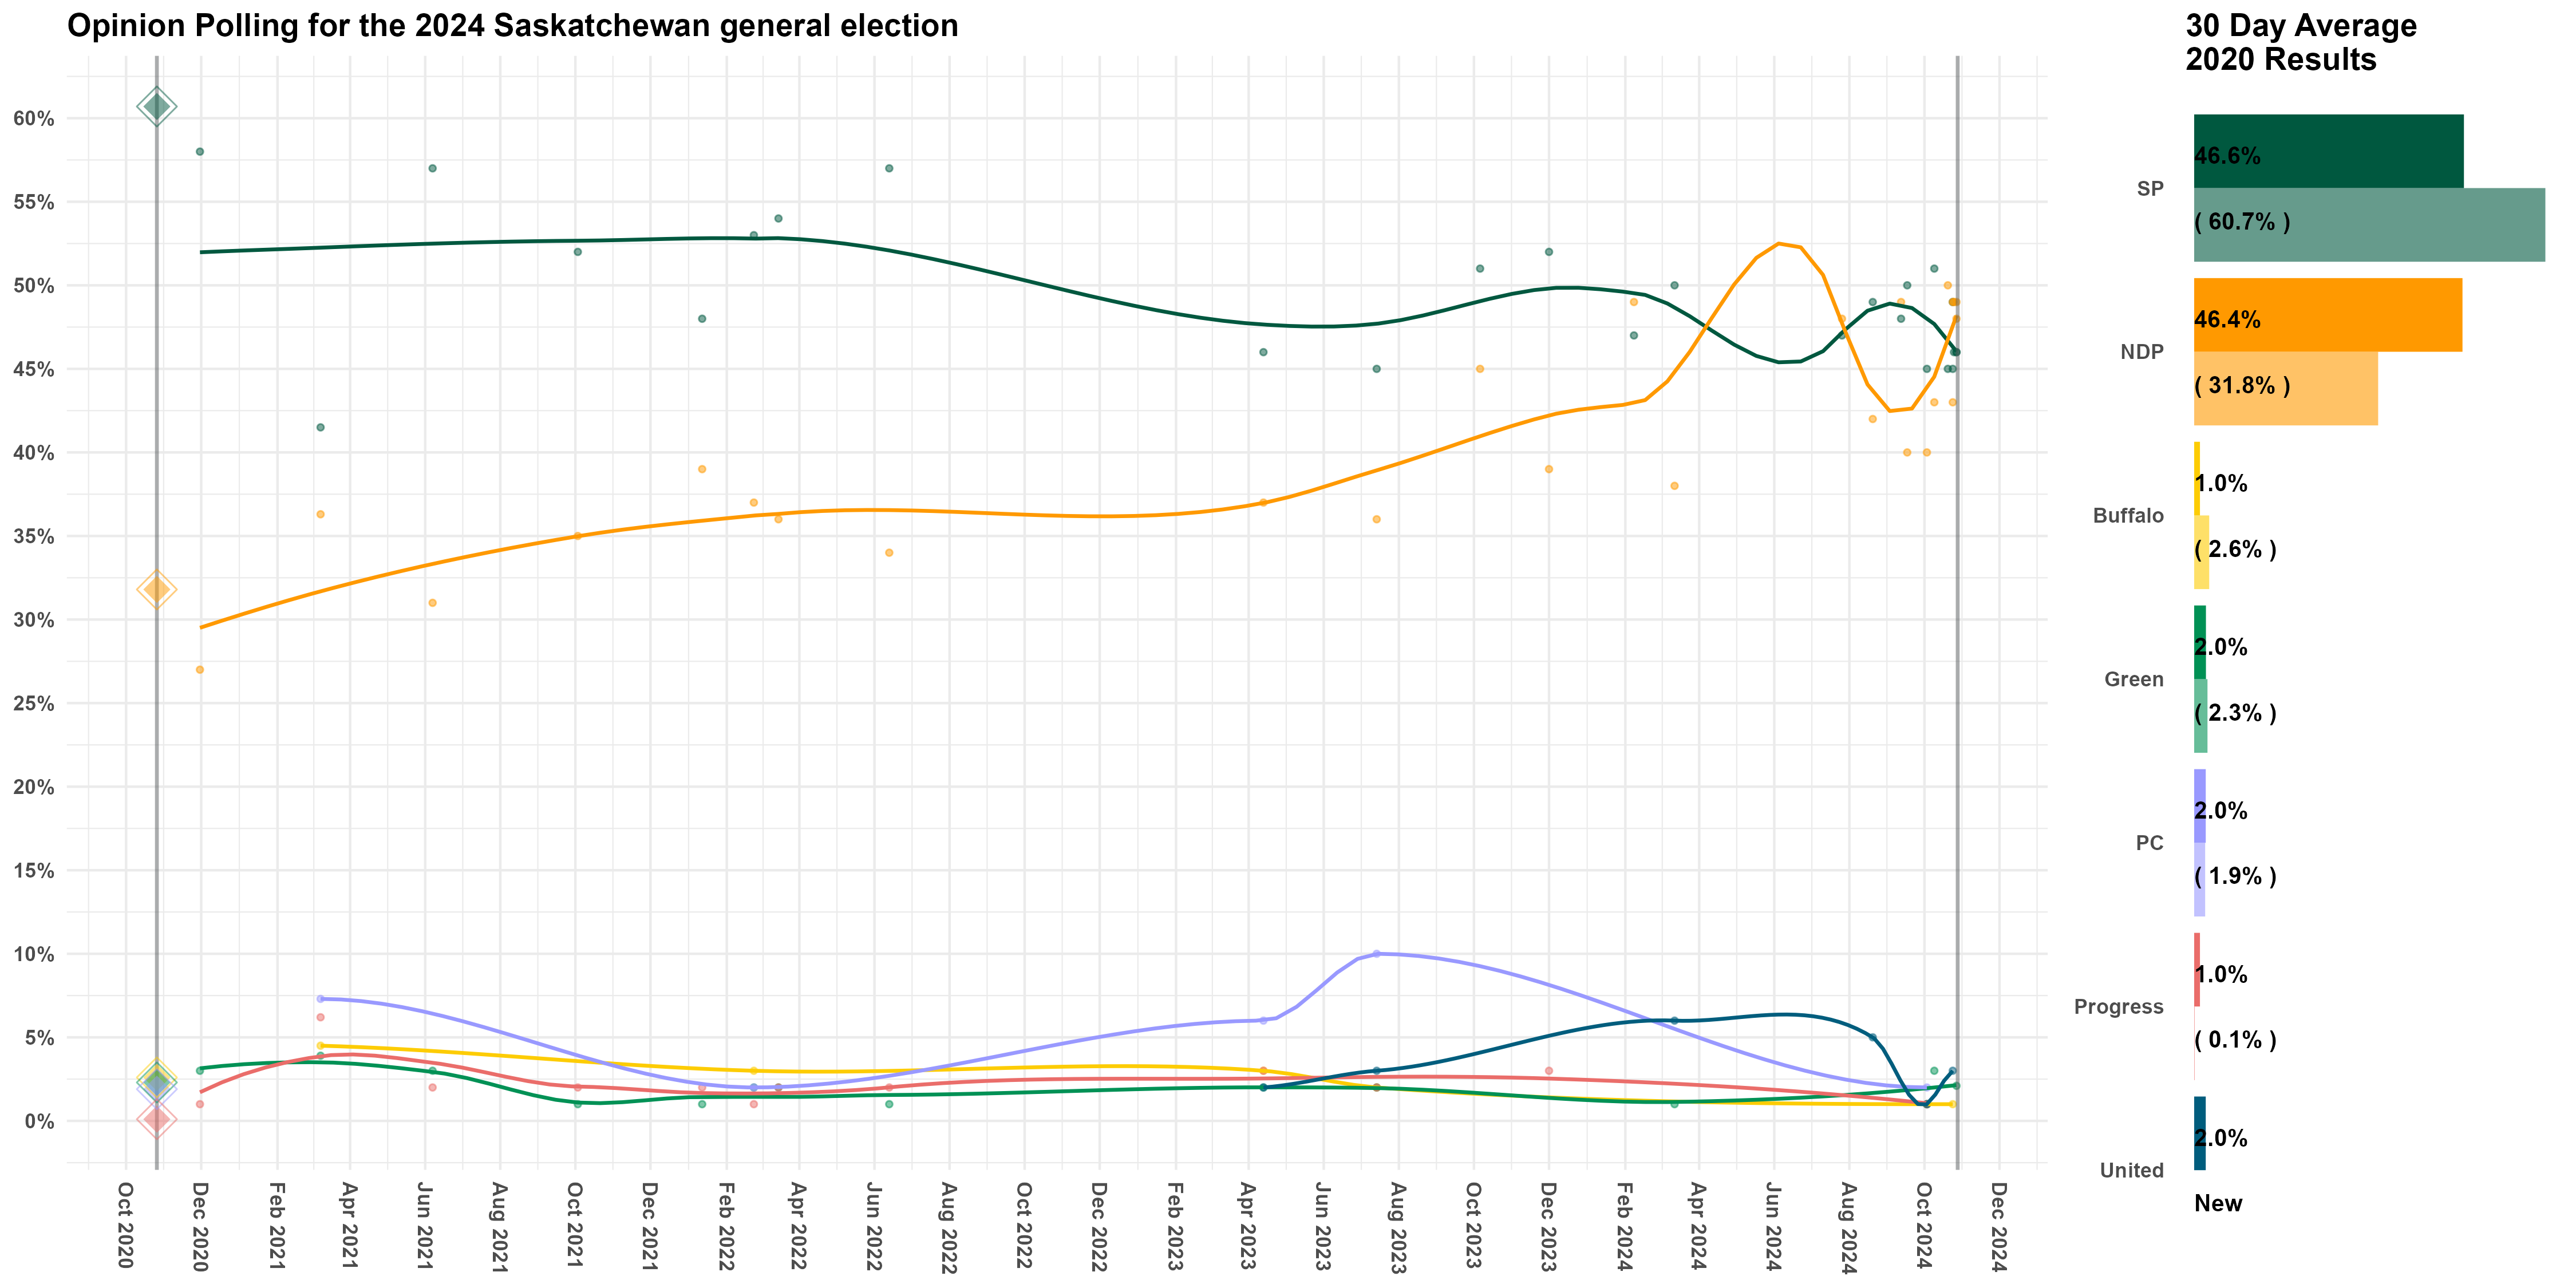 Opinion Polling for the 2024 Saskatchewan general election
30 Day Average
2020 Results
60%
55%
50%
45%
40%
35%
30%
25%
20%
15%
10%
5%
0%
Oct 2020
Dec 2020
Feb 2021
Apr 2021
Jun 2021
Aug 2021
Oct 2021
Dec 2021
Feb 2022
Apr 2022
Jun 2022
Aug 2022
Oct 2022
Dec 2022
Feb 2023
Apr 2023
Jun 2023
Aug 2023
Oct 2023
Dec 2023
Feb 2024
Apr 2024
Jun 2024
Aug 2024
Oct 2024
Dec 2024
SP
46.6%
( 60.7% )
NDP
46.4%
( 31.8% )
Buffalo
1.0%
( 2.6% )
Green
2.0%
( 2.3% )
PC
2.0%
( 1.9% )
Progress
1.0%
( 0.1% )
United
2.0%
New